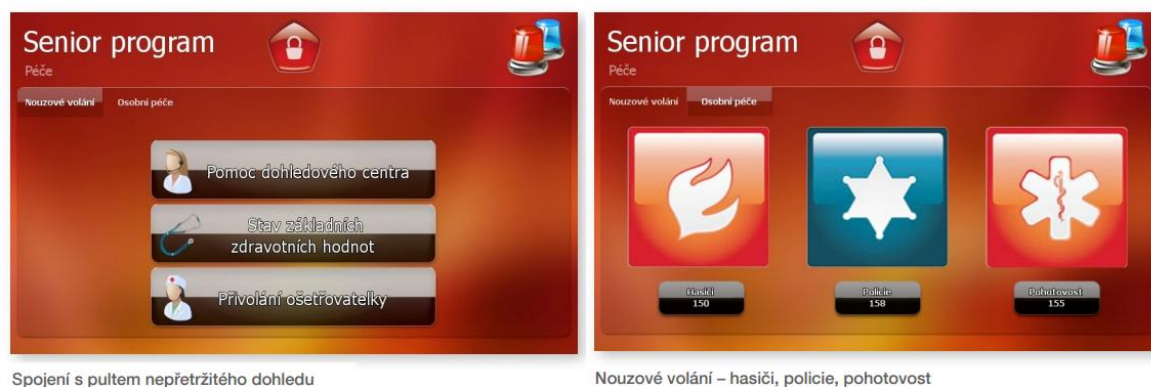 Senior program
Péče
Nouzové volání
Osobní péče
Pomoc dohledového centra
Stav základních
zdravotních hodnot
Přivolání ošetřovatelky
Spojení s pultem nepřetržitého dohledu
Senior program
Péče
Nouzové volání
Osobní péče
Hasiči
150
Policie
158
Pohotovost
155
Nouzové volání – hasiči, policie, pohotovost